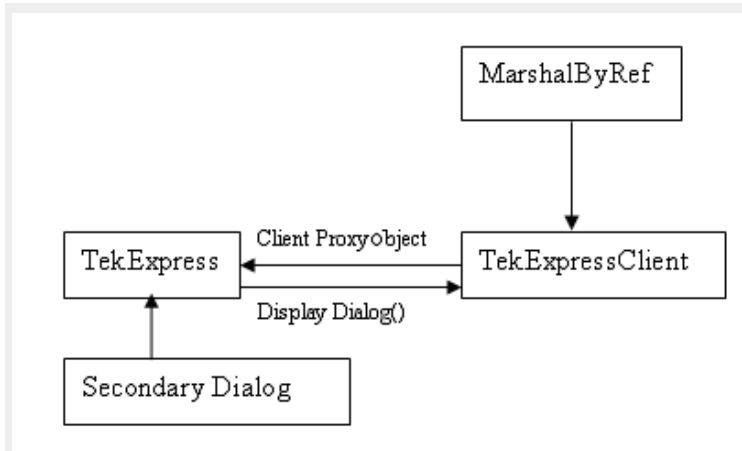 MarshalByRef
Client ProxyObject
TekExpress
TekExpressClient
Display Dialog()
Secondary Dialog